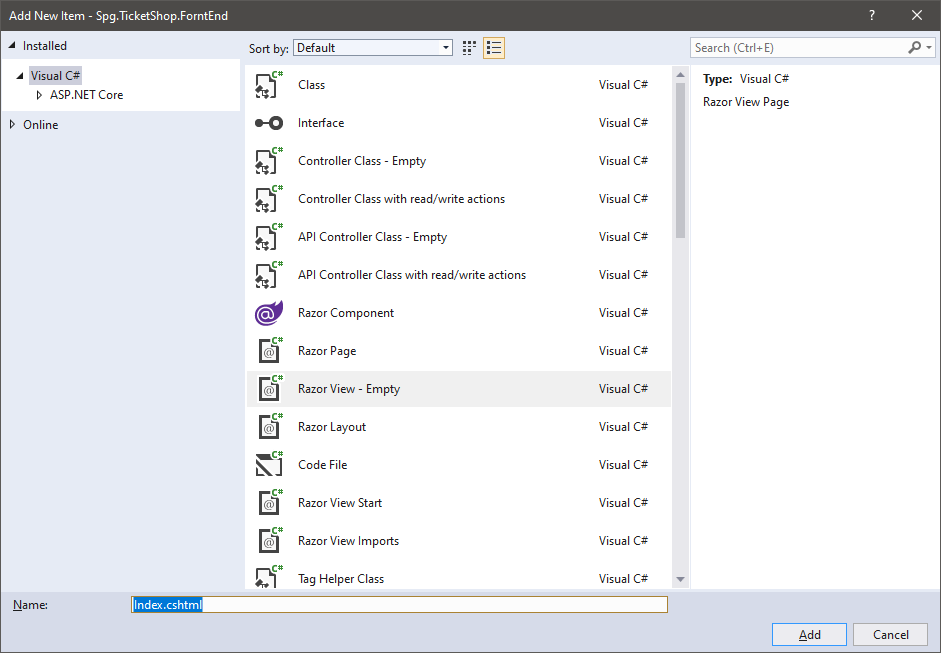 Add New Item - Spg.TicketShop.ForntEnd
?
Installed
Visual C#
ASP.NET Core
Online
Sort by: Default
Search (Ctrl+E)
C# Class Visual C#
Interface Visual C#
C# Controller Class - Empty Visual C#
C# Controller Class with read/write actions Visual C#
C# API Controller Class - Empty Visual C#
C# API Controller Class with read/write actions Visual C#
@ Razor Component Visual C#
C# @ Razor Page Visual C#
C# @ Razor View - Empty Visual C#
C# @ Razor Layout Visual C#
C# Code File Visual C#
C# @ Razor View Start Visual C#
C# @ Razor View Imports Visual C#
C# Tag Helper Class Visual C#
Type: Visual C#
Razor View Page
Name: Index.cshtml
Add Cancel